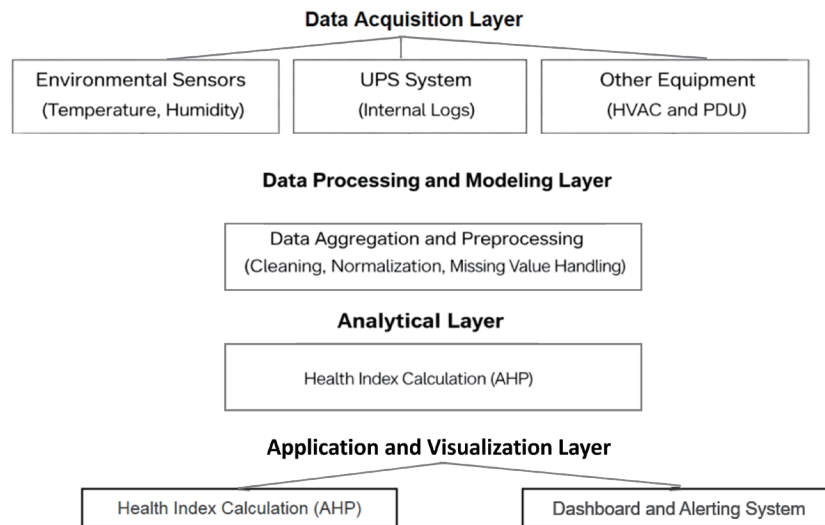 Data Acquisition Layer
Environmental Sensors
(Temperature, Humidity)
UPS System
(Internal Logs)
Other Equipment
(HVAC and PDU)
Data Processing and Modeling Layer
Data Aggregation and Preprocessing
(Cleaning, Normalization, Missing Value Handling)
Analytical Layer
Health Index Calculation (AHP)
Application and Visualization Layer
Health Index Calculation (AHP)
Dashboard and Alerting System